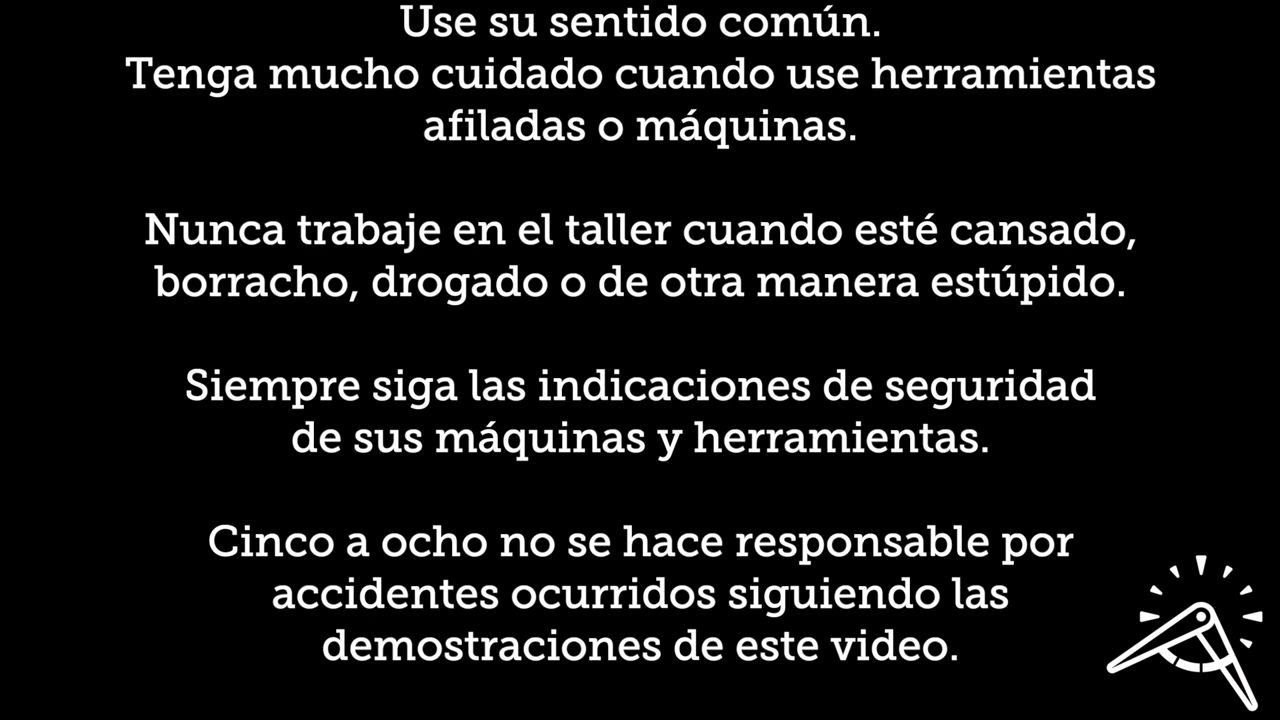 Use su sentido común.
Tenga mucho cuidado cuando use herramientas
afiladas o máquinas.
Nunca trabaje en el taller cuando esté cansado,
borracho, drogado o de otra manera estúpido.
Siempre siga las indicaciones de seguridad
de sus máquinas y herramientas.
Cinco a ocho no se hace responsable por
accidentes ocurridos siguiendo las
demostraciones de este video.